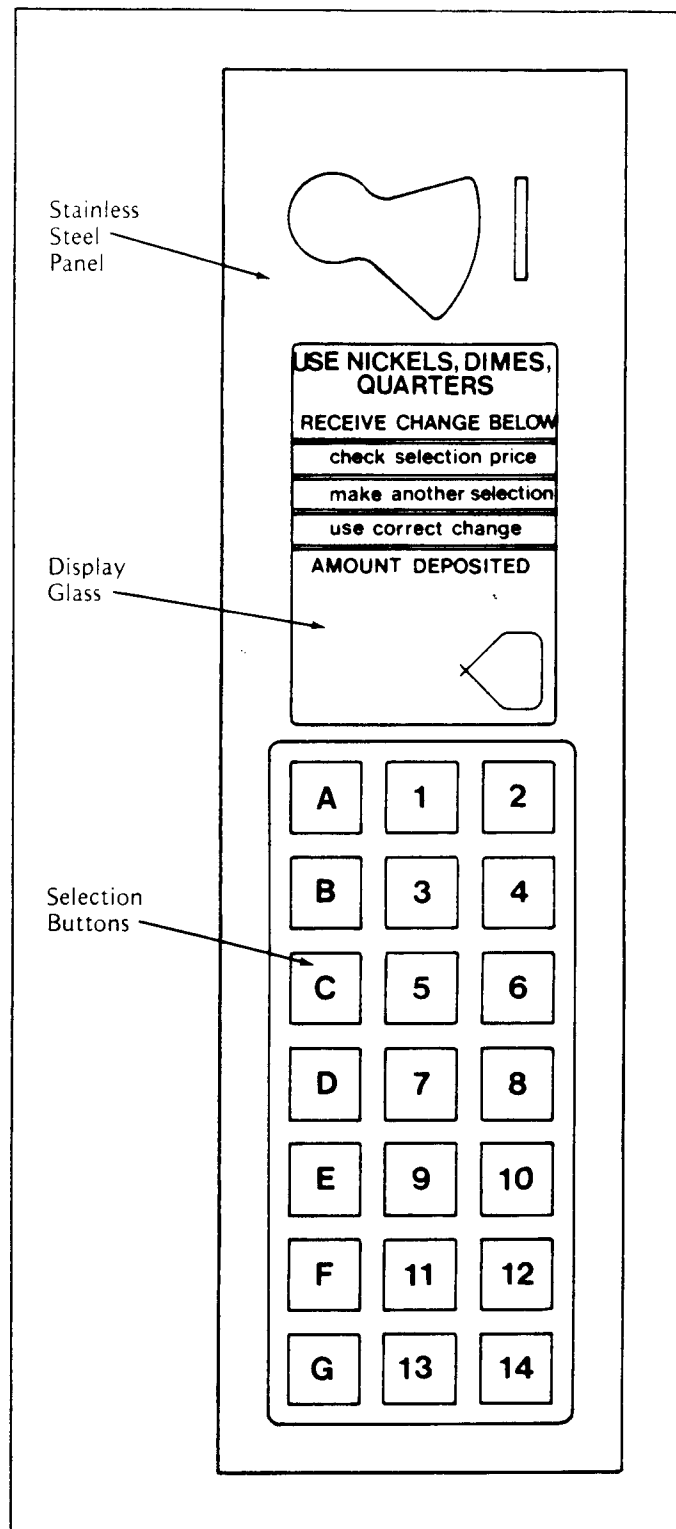 Stainless
Steel
Panel
USE NICKELS, DIMES,
QUARTERS
RECEIVE CHANGE BELOW
check selection price
make another selection
use correct change
AMOUNT DEPOSITED
Display
Glass
A 1 2
B 3 4
Selection
Buttons
C 5 6
D 7 8
E 9 10
F 11 12
G 13 14